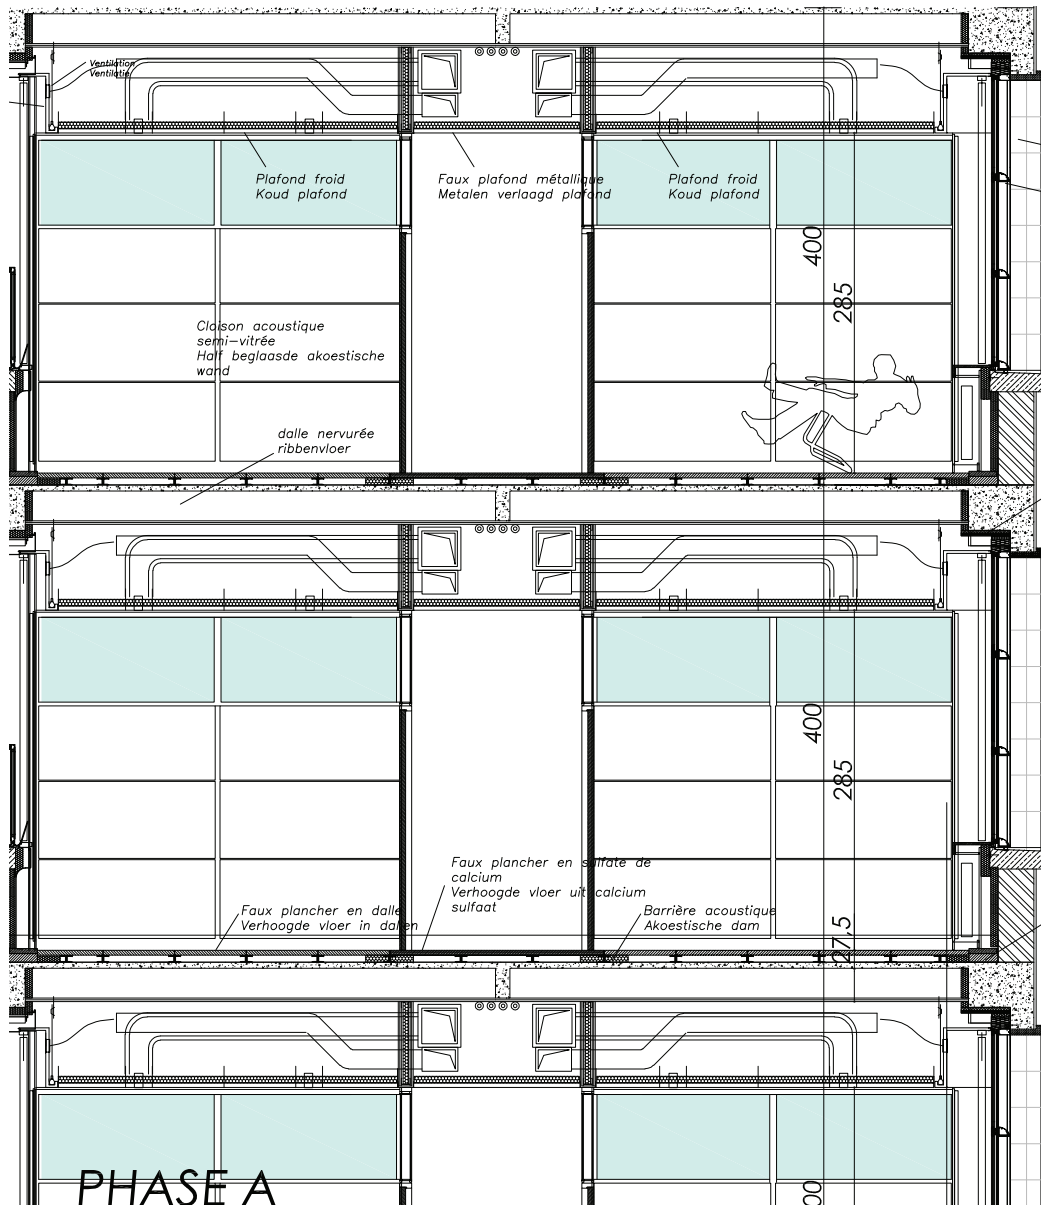 Ventilation
Ventilatie
Plafond froid
Koud plafond
Faux plafond métallique
Metalen verlaagd plafond
Plafond froid
Koud plafond
400
285
Cloison acoustique
semi-vitrée
Half beglaasde akoestische
wand
dalle nervurée
ribbenvloer
400
285
Faux plancher en sulfate de
calcium
Verhoogde vloer uit calcium
sulfaat
Faux plancher en dalle
Verhoogde vloer in dallen
Barrière acoustique
Akoestische dam
27,5
PHASE A